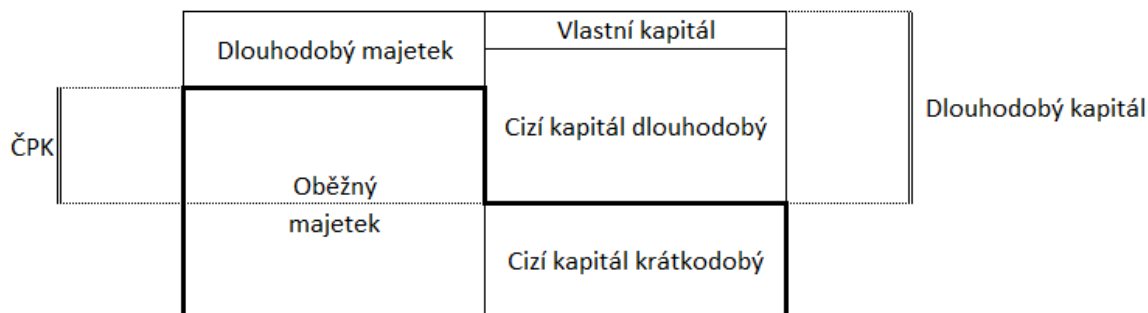 Vlastní kapitál
Dlouhodobý majetek
Dlouhodobý kapitál
Cizí kapitál dlouhodobý
ČPK
Oběžný
majetek
Cizí kapitál krátkodobý